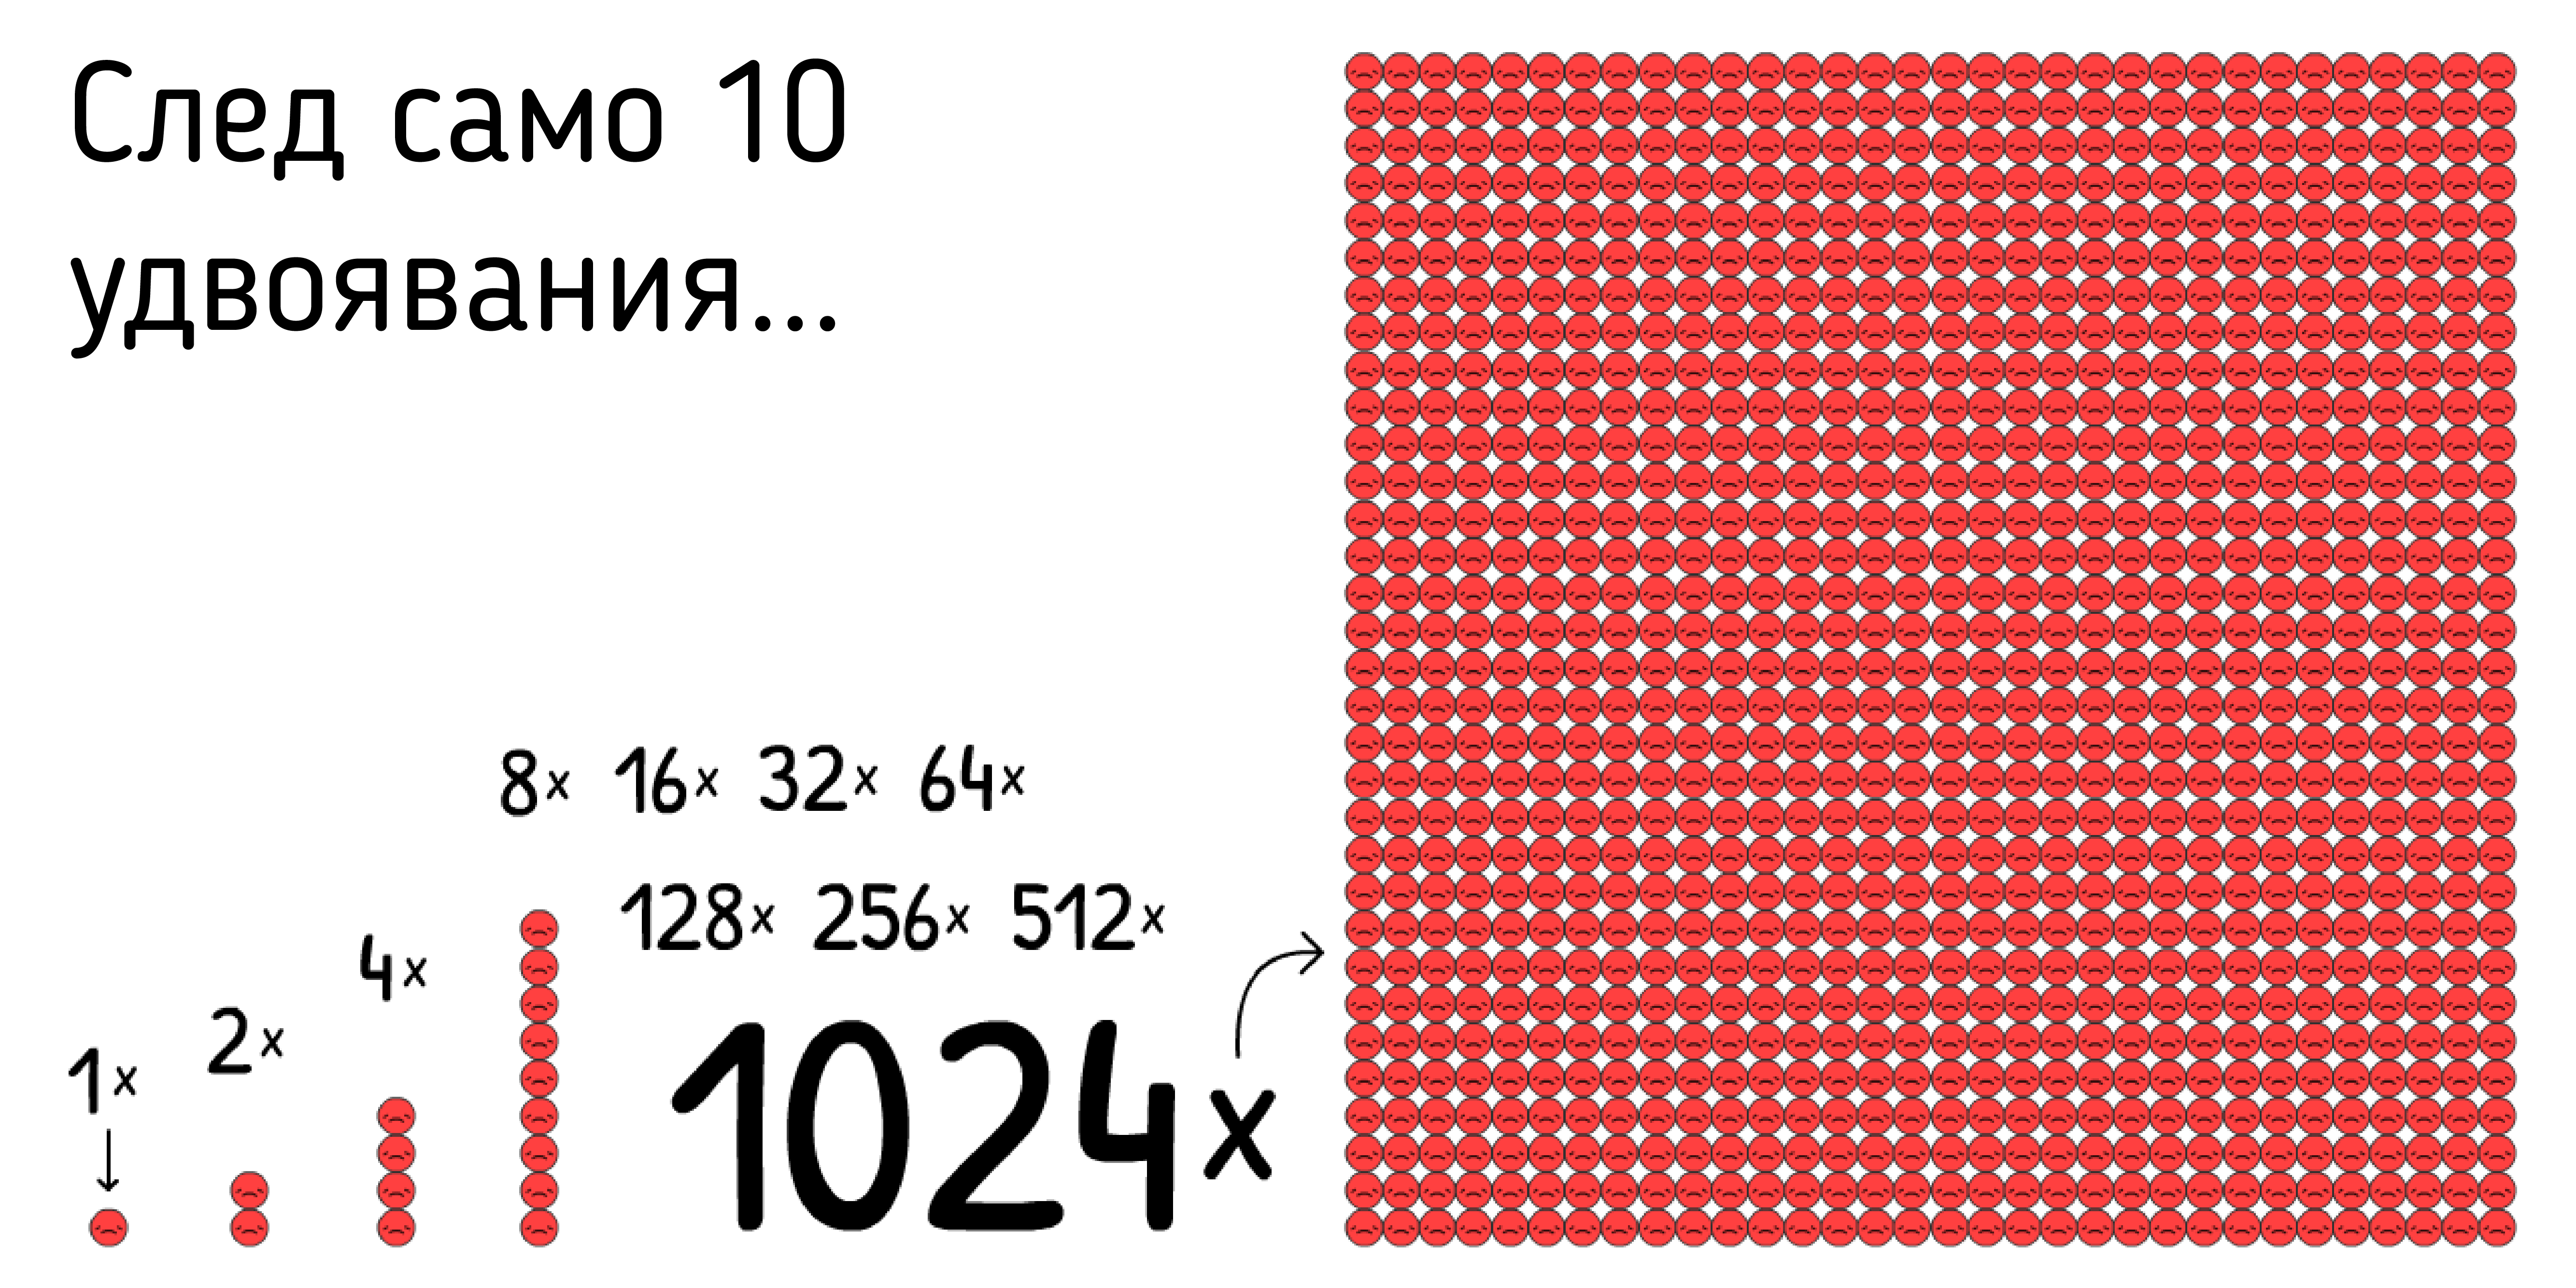 След само 10
удвоявания...
8x 16x 32x 64x
128x 256x 512x
4x
2x
1x
1024x